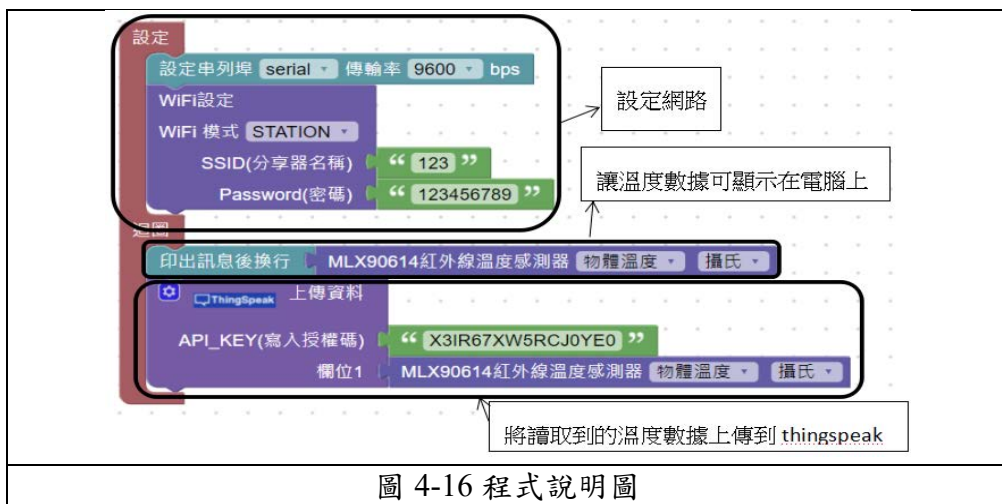 設定
設定串列埠 serial 傳輸率 9600 bps
WiFi設定
WiFi 模式 STATION
SSID(分享器名稱) “ 123 ”
Password(密碼) “ 123456789 ”
設定網路
讓溫度數據可顯示在電腦上
迴圈
印出訊息後換行 MLX90614紅外線溫度感測器 物體溫度 攝氏
ThingSpeak 上傳資料
API_KEY(寫入授權碼) “ X3IR67XW5RCJ0YE0 ”
欄位1 MLX90614紅外線溫度感測器 物體溫度 攝氏
將讀取到的溫度數據上傳到 thingspeak
圖 4-16 程式說明圖